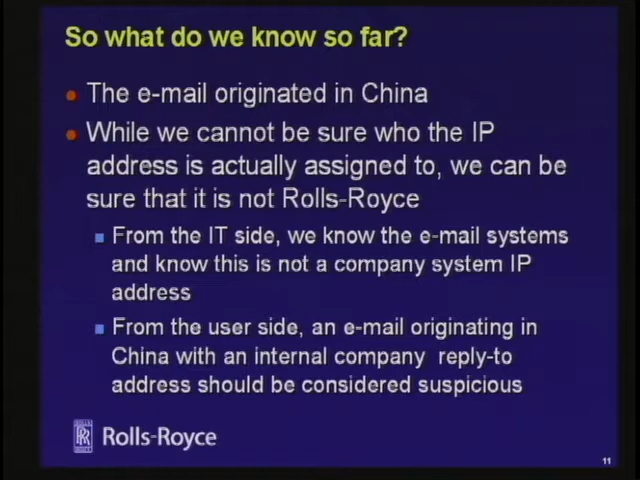 So what do we know so far?
The e-mail originated in China
While we cannot be sure who the IP
address is actually assigned to, we can be
sure that it is not Rolls-Royce
From the IT side, we know the e-mail systems
and know this is not a company system IP
address
From the user side, an e-mail originating in
China with an internal company reply-to
address should be considered suspicious
Rolls-Royce
11